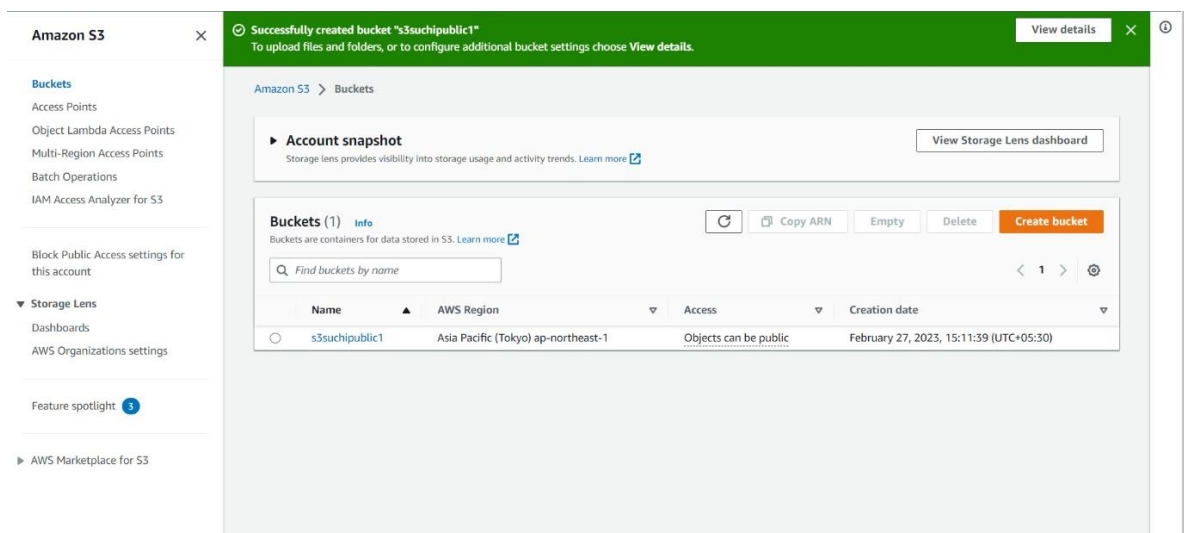 Amazon S3
Successfully created bucket "s3suchipublic1"
To upload files and folders, or to configure additional bucket settings choose View details.
View details
Buckets
Access Points
Object Lambda Access Points
Multi-Region Access Points
Batch Operations
IAM Access Analyzer for S3
Block Public Access settings for
this account
Storage Lens
Dashboards
AWS Organizations settings
Feature spotlight 3
AWS Marketplace for S3
Amazon S3 > Buckets
Account snapshot
Storage lens provides visibility into storage usage and activity trends. Learn more
View Storage Lens dashboard
Buckets (1) Info
Buckets are containers for data stored in S3. Learn more
Copy ARN Empty Delete Create bucket
Find buckets by name
< 1 >
Name AWS Region Access Creation date
s3suchipublic1 Asia Pacific (Tokyo) ap-northeast-1 Objects can be public February 27, 2023, 15:11:39 (UTC+05:30)